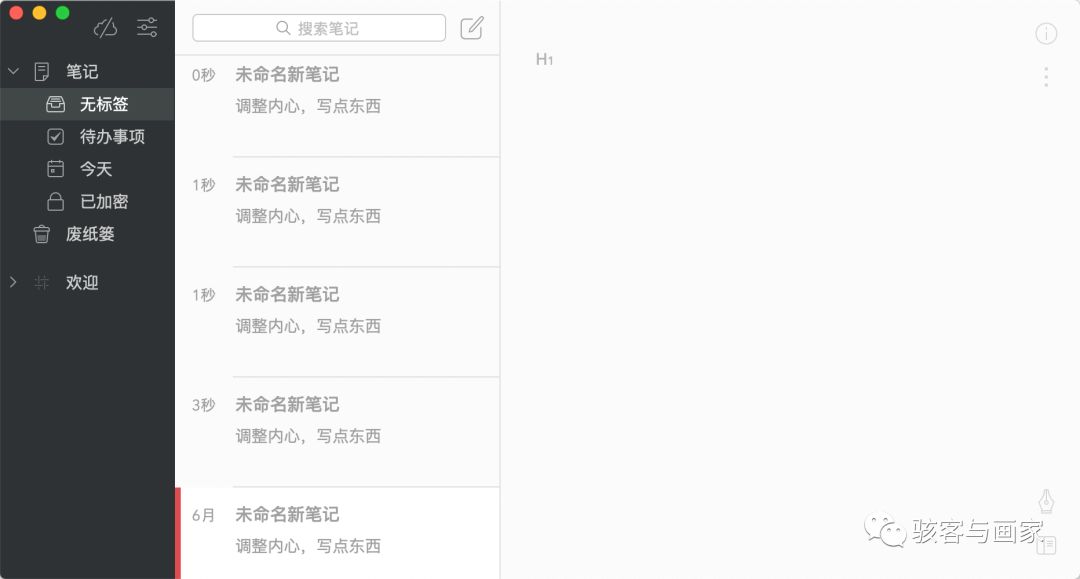 搜索笔记
笔记
无标签
待办事项
今天
已加密
废纸篓
欢迎
0秒 未命名新笔记
调整内心，写点东西
1秒 未命名新笔记
调整内心，写点东西
1秒 未命名新笔记
调整内心，写点东西
3秒 未命名新笔记
调整内心，写点东西
6月 未命名新笔记
调整内心，写点东西
H1
骇客与画家